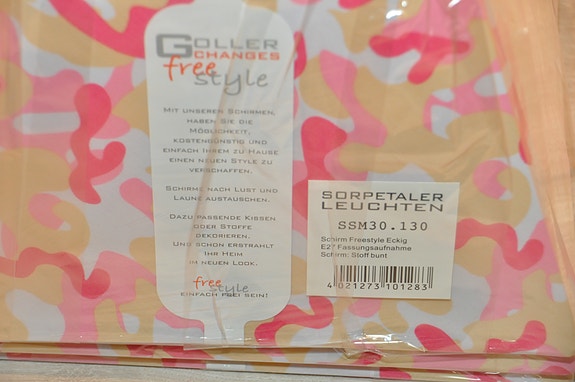 GOLLER
CHANGES
free
style
MIT UNSEREN SCHIRMEN,
HABEN SIE DIE
MÖGLICHKEIT,
KOSTENGÜNSTIG UND
EINFACH IHREM ZU HAUSE
EINEN NEUEN STYLE ZU
VERSCHAFFEN.
SCHIRME NACH LUST UND
LAUNE AUSTAUSCHEN.
DAZU PASSENDE KISSEN
ODER STOFFE
DEKORIEREN.
UND SCHON ERSTRAHLT
IHR HEIM
IM NEUEN LOOK.
free
style
EINFACH FREI SEIN!
SORPETALER
LEUCHTEN
SSM30.130
Schirm Freestyle Eckig
E27 Fassungsaufnahme
Schirm: Stoff bunt
4 021273 101283